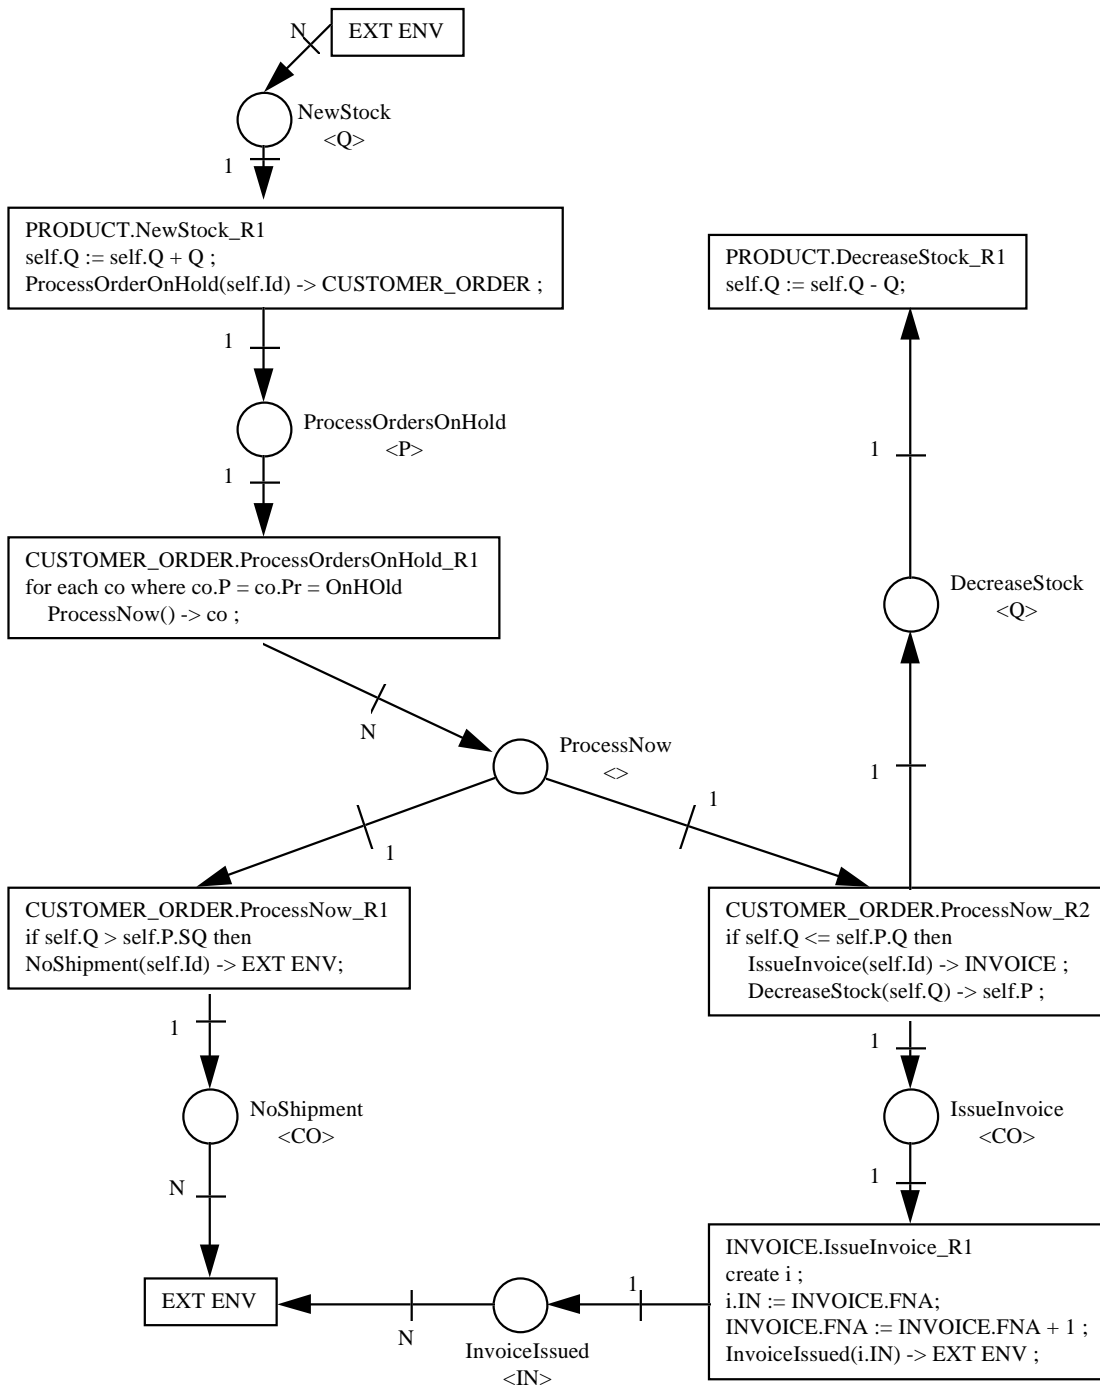 N
EXT ENV
NewStock
<Q>
1
PRODUCT.NewStock_R1
self.Q := self.Q + Q ;
ProcessOrderOnHold(self.Id) -> CUSTOMER_ORDER ;
PRODUCT.DecreaseStock_R1
self.Q := self.Q - Q;
1
ProcessOrdersOnHold
<P>
1
1
CUSTOMER_ORDER.ProcessOrdersOnHold_R1
for each co where co.P = co.Pr = OnHOld
ProcessNow() -> co ;
DecreaseStock
<Q>
N
ProcessNow
<>
1
1
1
CUSTOMER_ORDER.ProcessNow_R1
if self.Q > self.P.SQ then
NoShipment(self.Id) -> EXT ENV;
CUSTOMER_ORDER.ProcessNow_R2
if self.Q <= self.P.Q then
IssueInvoice(self.Id) -> INVOICE ;
DecreaseStock(self.Q) -> self.P ;
1
1
NoShipment
<CO>
IssueInvoice
<CO>
N
1
INVOICE.IssueInvoice_R1
create i ;
i.IN := INVOICE.FNA;
INVOICE.FNA := INVOICE.FNA + 1 ;
InvoiceIssued(i.IN) -> EXT ENV ;
EXT ENV
N
1
InvoiceIssued
<IN>